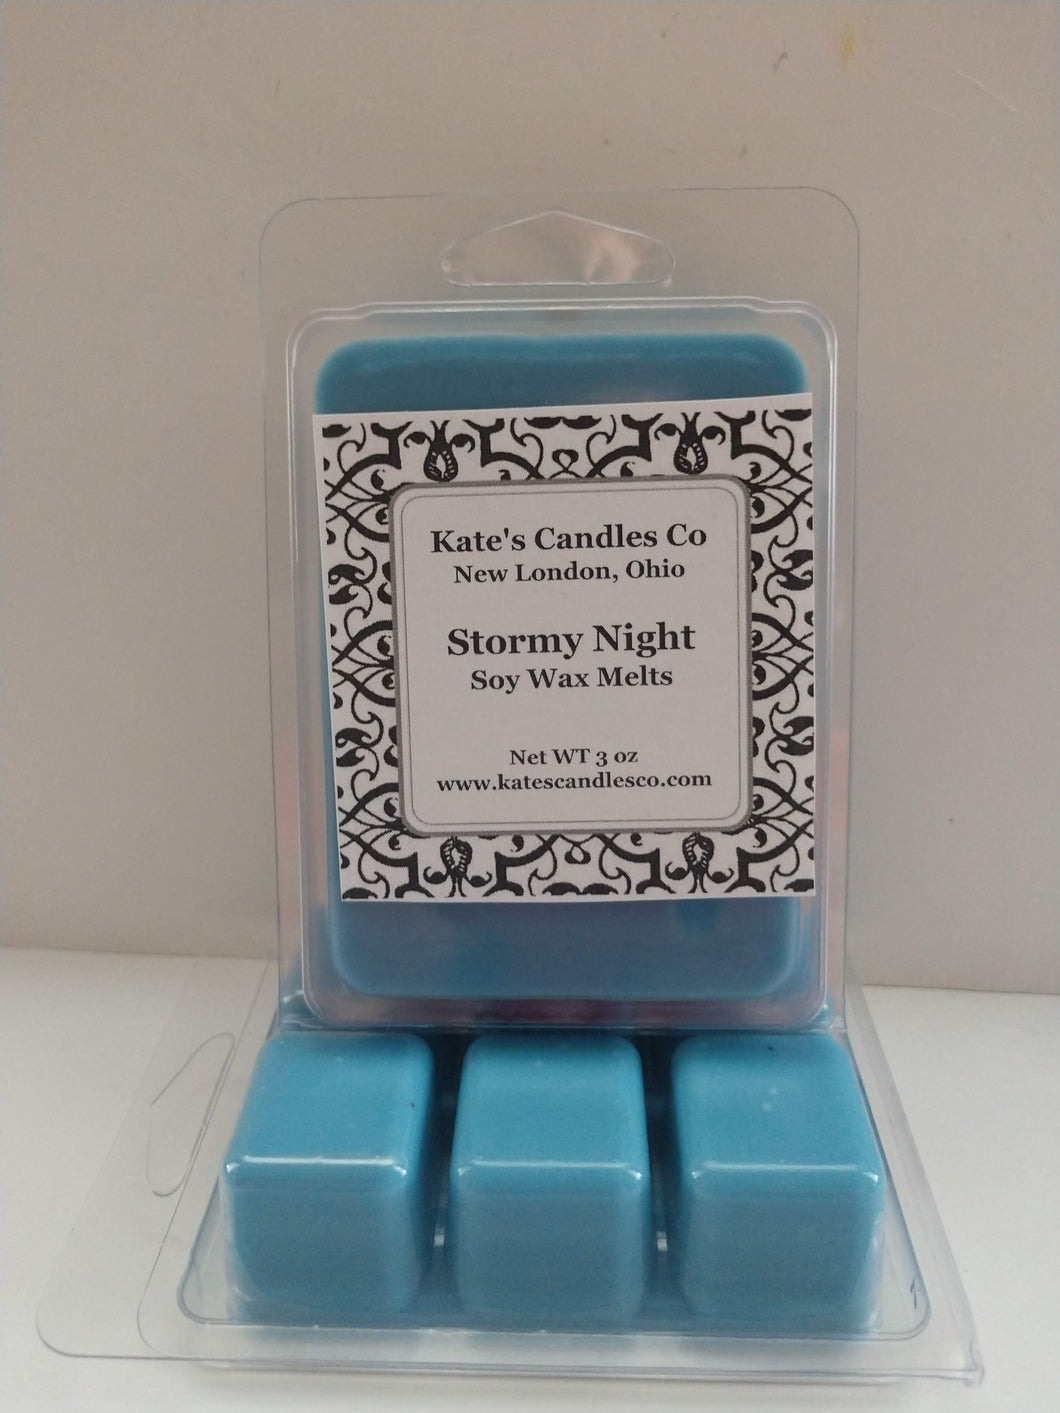 Kate's Candles Co
New London, Ohio
Stormy Night
Soy Wax Melts
Net WT 3 oz
www.katescandlesco.com